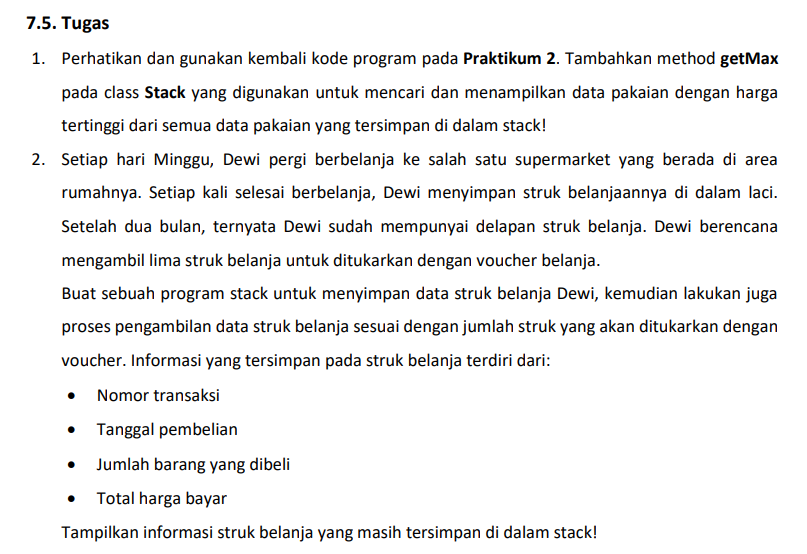 7.5. Tugas
1. Perhatikan dan gunakan kembali kode program pada Praktikum 2. Tambahkan method getMax
pada class Stack yang digunakan untuk mencari dan menampilkan data pakaian dengan harga
tertinggi dari semua data pakaian yang tersimpan di dalam stack!
2. Setiap hari Minggu, Dewi pergi berbelanja ke salah satu supermarket yang berada di area
rumahnya. Setiap kali selesai berbelanja, Dewi menyimpan struk belanjaannya di dalam laci.
Setelah dua bulan, ternyata Dewi sudah mempunyai delapan struk belanja. Dewi berencana
mengambil lima struk belanja untuk ditukarkan dengan voucher belanja.
Buat sebuah program stack untuk menyimpan data struk belanja Dewi, kemudian lakukan juga
proses pengambilan data struk belanja sesuai dengan jumlah struk yang akan ditukarkan dengan
voucher. Informasi yang tersimpan pada struk belanja terdiri dari:
• Nomor transaksi
• Tanggal pembelian
• Jumlah barang yang dibeli
• Total harga bayar
Tampilkan informasi struk belanja yang masih tersimpan di dalam stack!